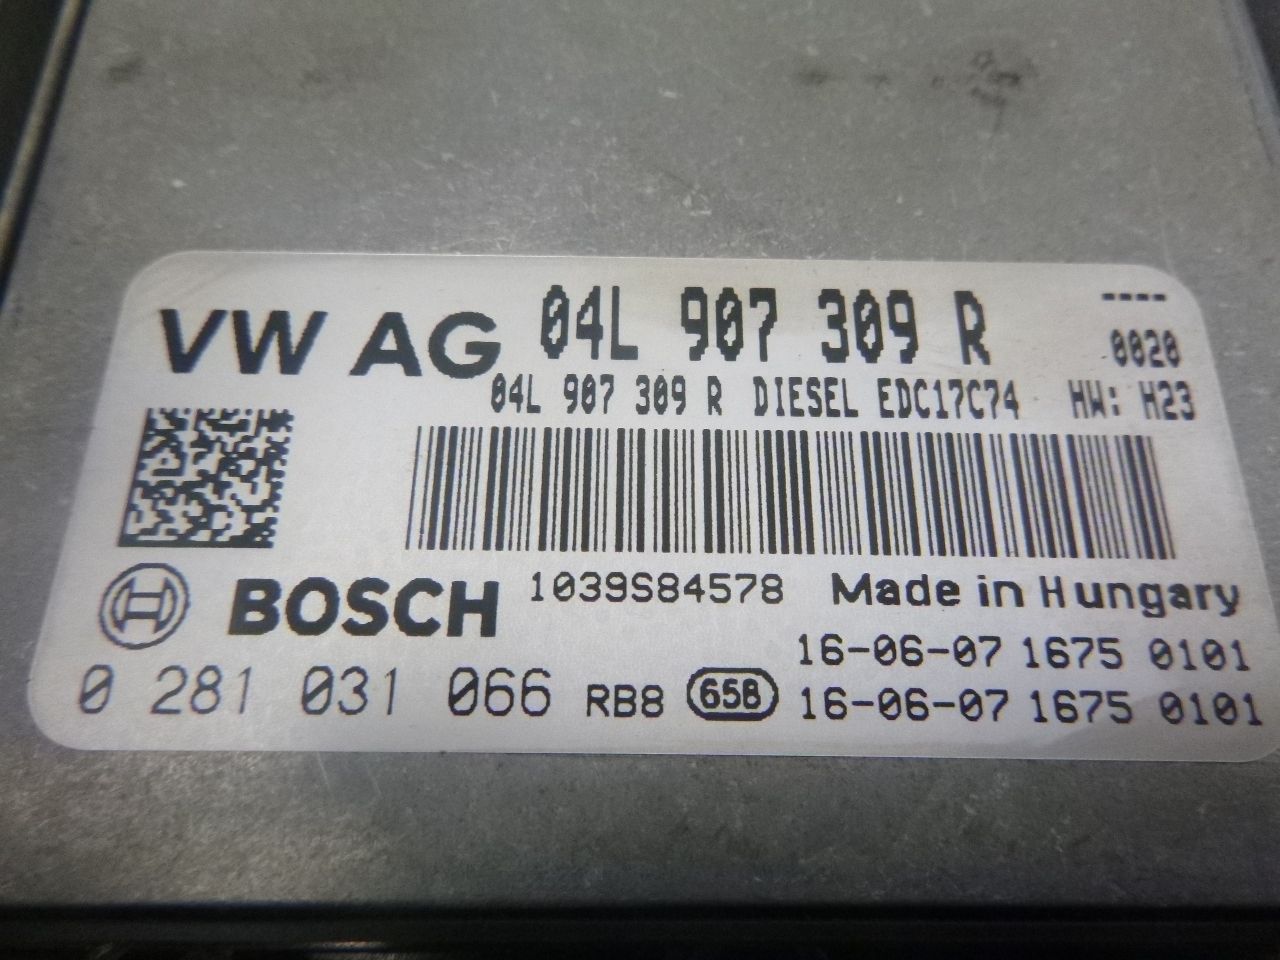 VW AG 04L 907 309 R ----
0020
04L 907 309 R DIESEL EDC17C74 HW: H23
BOSCH 1039S84578 Made in Hungary
16-06-07 1675 0101
0 281 031 066 RB8 65B 16-06-07 1675 0101